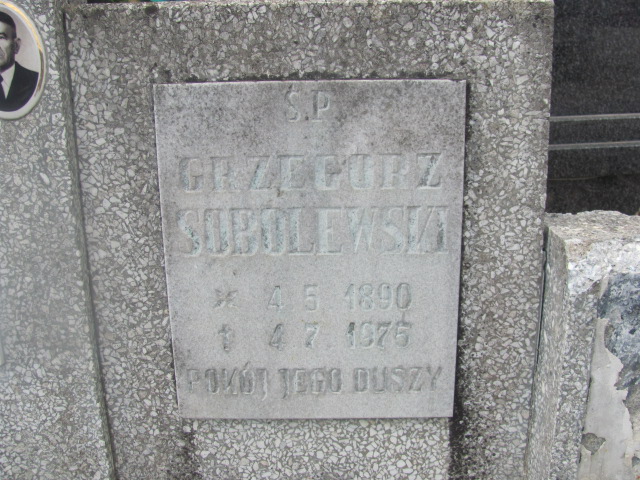 Ś.P
GRZEGORZ
SOBOLEWSKI
* 4 5 1890
† 4 7 1975
POKÓJ JEGO DUSZY